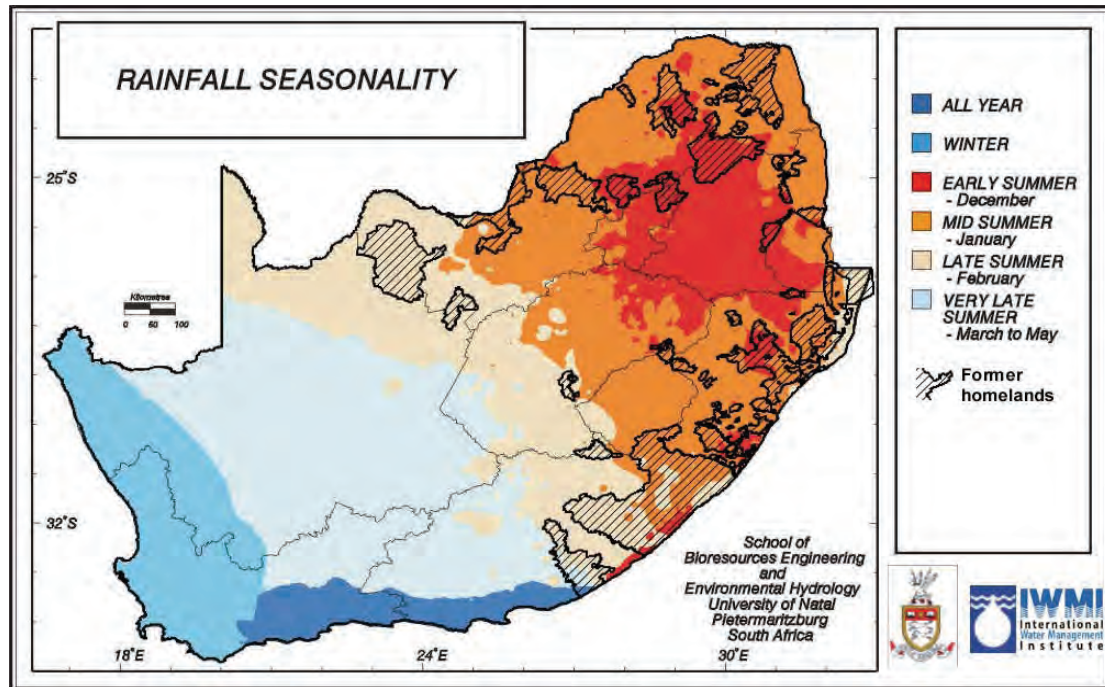 RAINFALL SEASONALITY
25°S
32°S
18°E
24°E
30°E
Kilometres
0 50 100
School of
Bioresources Engineering
and
Environmental Hydrology
University of Natal
Pietermaritzburg
South Africa
ALL YEAR
WINTER
EARLY SUMMER
- December
MID SUMMER
- January
LATE SUMMER
- February
VERY LATE
SUMMER
- March to May
Former
homelands
IWMI
International
Water Management
Institute